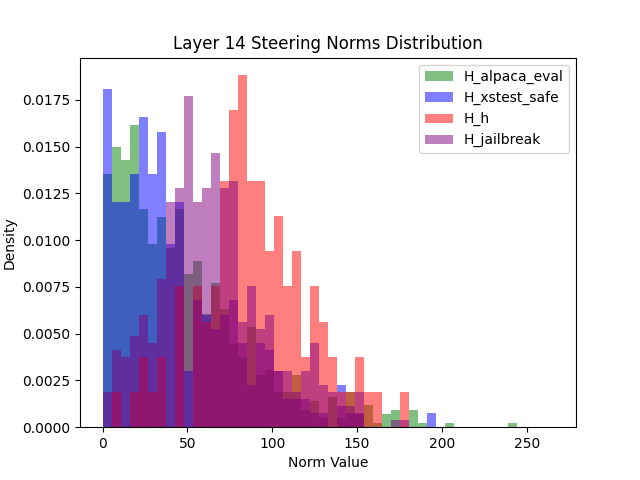 Layer 14 Steering Norms Distribution
H_alpaca_eval
H_xstest_safe
H_h
H_jailbreak
Density
0.0175
0.0150
0.0125
0.0100
0.0075
0.0050
0.0025
0.0000
0 50 100 150 200 250
Norm Value